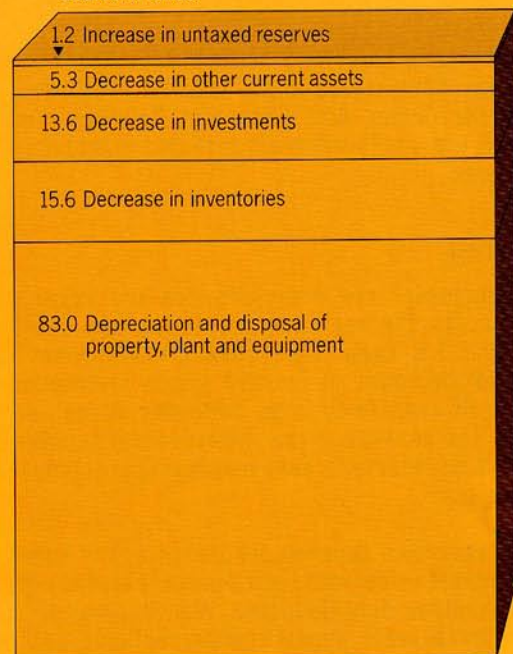 1.2 Increase in untaxed reserves
5.3 Decrease in other current assets
13.6 Decrease in investments
15.6 Decrease in inventories
83.0 Depreciation and disposal of
property, plant and equipment